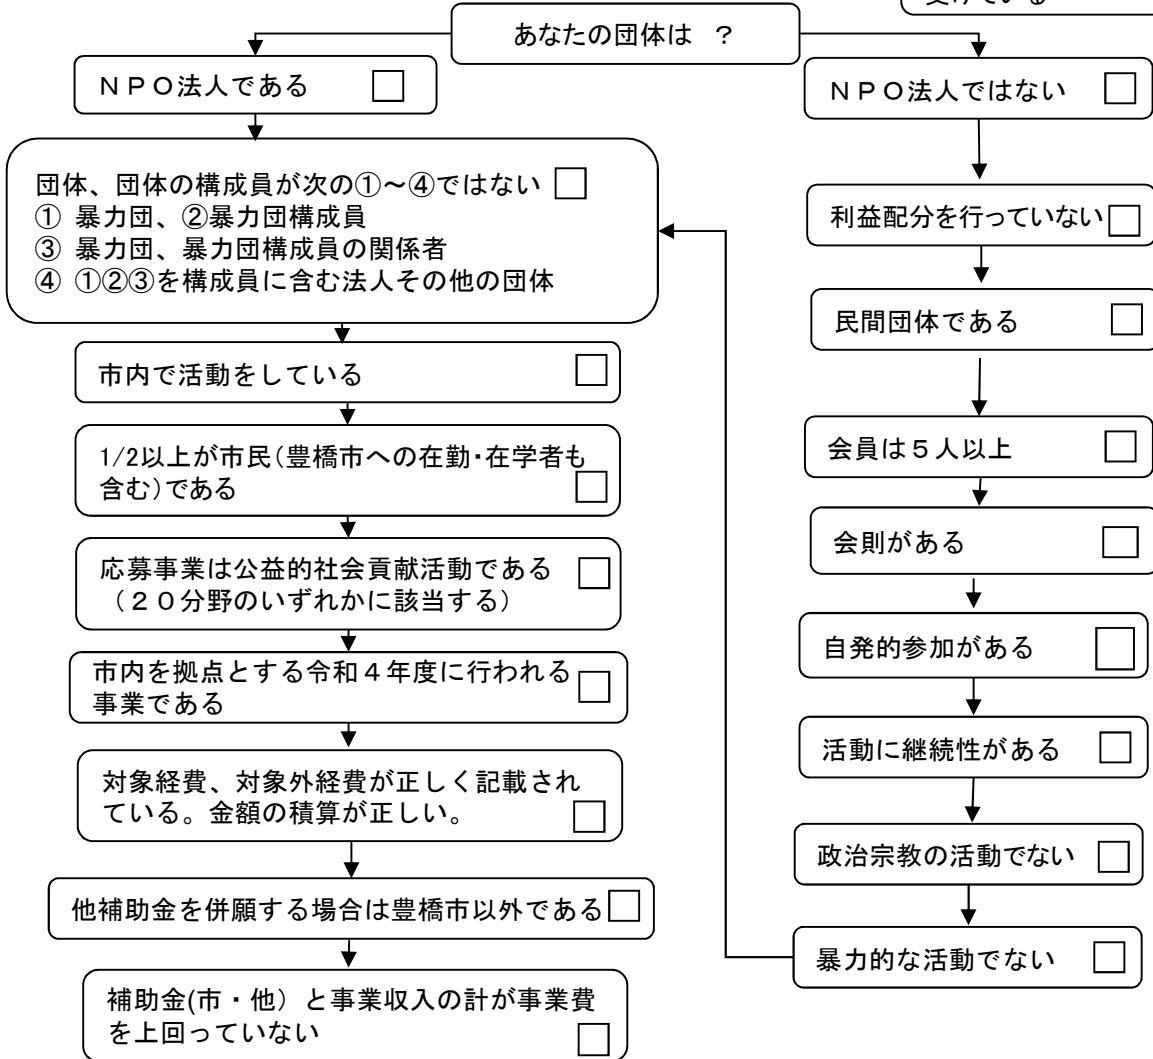 受けている
あなたの団体は ?
ＮＰＯ法人である □
ＮＰＯ法人ではない □
団体、団体の構成員が次の①～④ではない □
① 暴力団、②暴力団構成員
③ 暴力団、暴力団構成員の関係者
④ ①②③を構成員に含む法人その他の団体
市内で活動をしている □
1/2以上が市民(豊橋市への在勤・在学者も
含む)である □
応募事業は公益的社会貢献活動である □
（２０分野のいずれかに該当する）
市内を拠点とする令和４年度に行われる
事業である □
対象経費、対象外経費が正しく記載され
ている。金額の積算が正しい。 □
他補助金を併願する場合は豊橋市以外である □
補助金(市・他）と事業収入の計が事業費
を上回っていない □
利益配分を行っていない □
民間団体である □
会員は５人以上 □
会則がある □
自発的参加がある □
活動に継続性がある □
政治宗教の活動でない □
暴力的な活動でない □